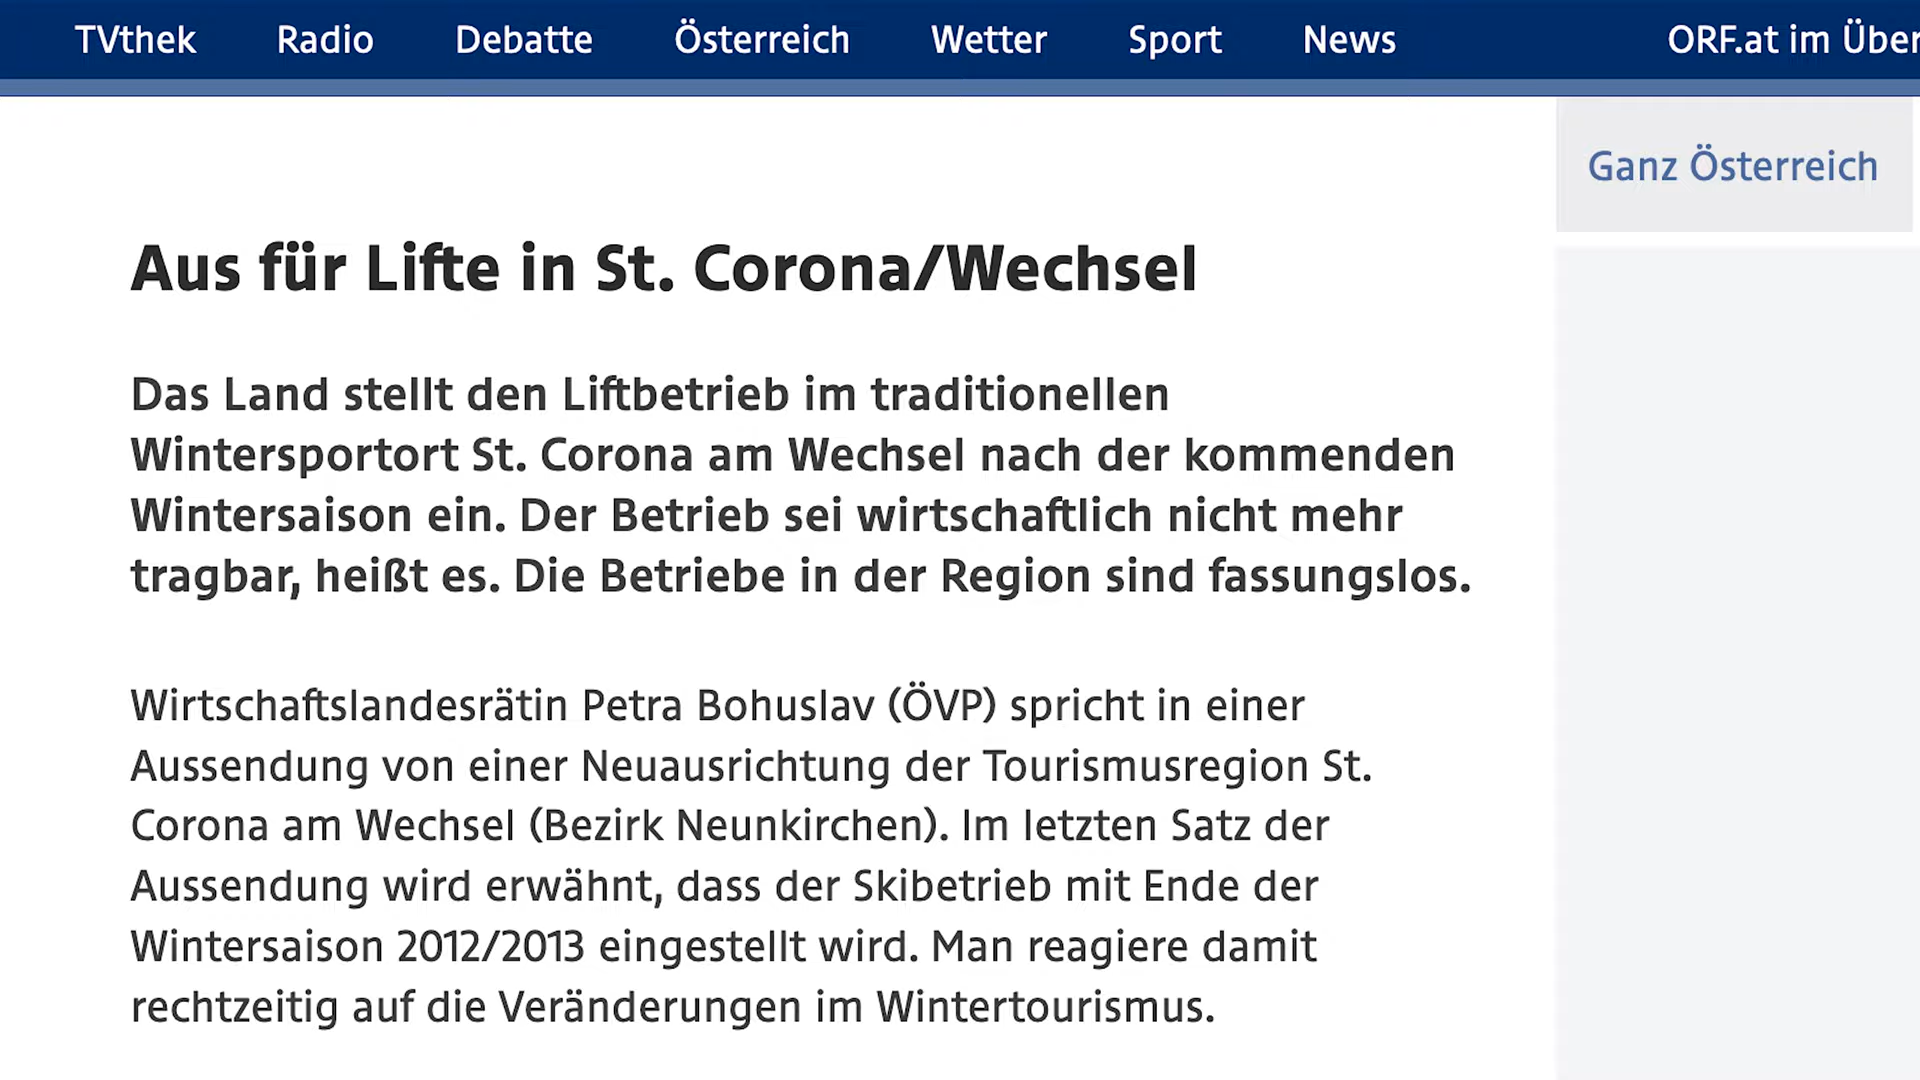 TVthek Radio Debatte Österreich Wetter Sport News ORF.at im Über
Ganz Österreich
Aus für Lifte in St. Corona/Wechsel
Das Land stellt den Liftbetrieb im traditionellen
Wintersportort St. Corona am Wechsel nach der kommenden
Wintersaison ein. Der Betrieb sei wirtschaftlich nicht mehr
tragbar, heißt es. Die Betriebe in der Region sind fassungslos.
Wirtschaftslandesrätin Petra Bohuslav (ÖVP) spricht in einer
Aussendung von einer Neuausrichtung der Tourismusregion St.
Corona am Wechsel (Bezirk Neunkirchen). Im letzten Satz der
Aussendung wird erwähnt, dass der Skibetrieb mit Ende der
Wintersaison 2012/2013 eingestellt wird. Man reagiere damit
rechtzeitig auf die Veränderungen im Wintertourismus.